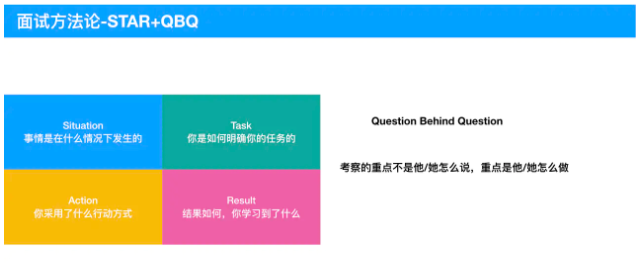 面试方法论-STAR+QBQ
Situation
事情是在什么情况下发生的
Task
你是如何明确你的任务的
Question Behind Question
考察的重点不是他/她怎么说，重点是他/她怎么做
Action
你采用了什么行动方式
Result
结果如何，你学习到了什么